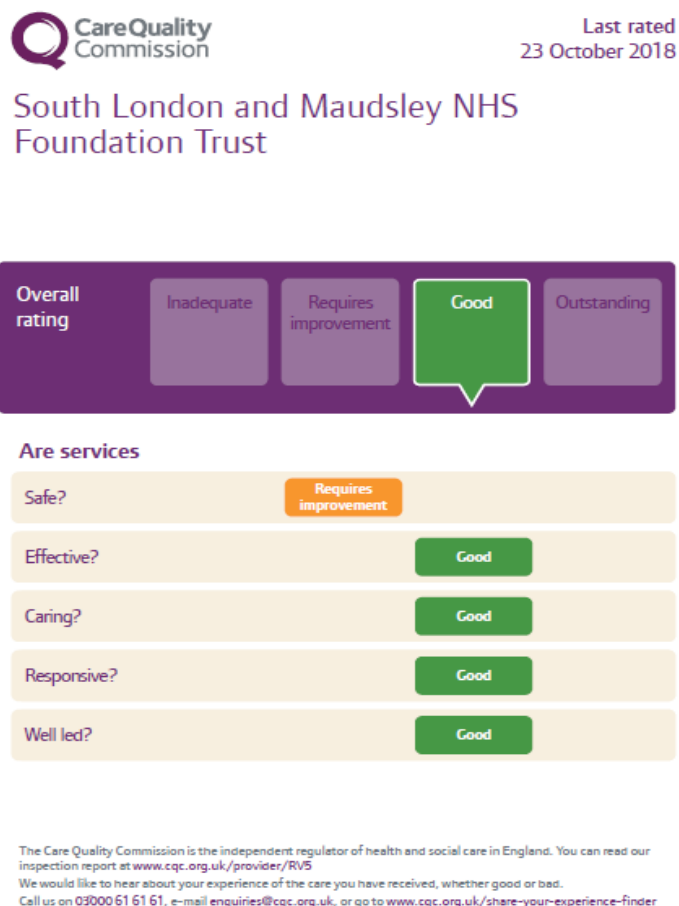 CareQuality
Commission
Last rated
23 October 2018
South London and Maudsley NHS
Foundation Trust
Overall
rating
Inadequate
Requires
improvement
Good
Outstanding
Are services
Safe?
Requires
improvement
Effective?
Good
Caring?
Good
Responsive?
Good
Well led?
Good
The Care Quality Commission is the independent regulator of health and social care in England. You can read our
inspection report at www.cqc.org.uk/provider/RV5
We would like to hear about your experience of the care you have received, whether good or bad.
Call us on 03000 61 61 61, e-mail enquiries@cqc.org.uk, or go to www.cqc.org.uk/share-your-experience-finder